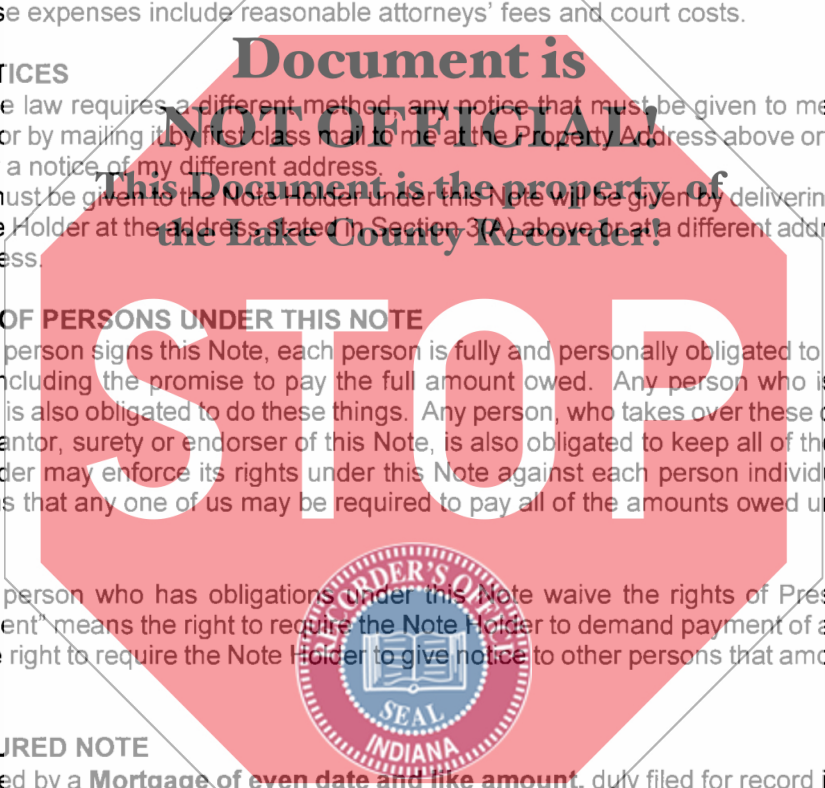 se expenses include reasonable attorneys' fees and court costs.
Document is
TICES
e law requires a different method, any notice that must be given to me
NOT OFFICIAL!
or by mailing it by first class mail to me at the Property Address above or
a notice of my different address.
This Document is the property of
must be given to the Note Holder under this Note will be given by deliverin
e Holder at the address stated in Section 3(A) above or at a different addr
the Lake County Recorder!
ess.
STOP
OF PERSONS UNDER THIS NOTE
person signs this Note, each person is fully and personally obligated to
ncluding the promise to pay the full amount owed. Any person who is
is also obligated to do these things. Any person, who takes over these o
antor, surety or endorser of this Note, is also obligated to keep all of the
der may enforce its rights under this Note against each person individu
s that any one of us may be required to pay all of the amounts owed un
RECORDER'S OFFICE
person who has obligations under this Note waive the rights of Pres
ent" means the right to require the Note Holder to demand payment of a
e right to require the Note Holder to give notice to other persons that amo
SEAL
INDIANA
URED NOTE
ed by a Mortgage of even date and like amount, duly filed for record i